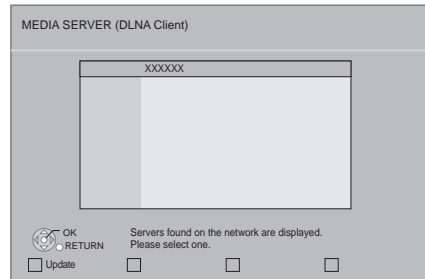 MEDIA SERVER (DLNA Client)
XXXXXX
OK
RETURN
Servers found on the network are displayed.
Please select one.
Update